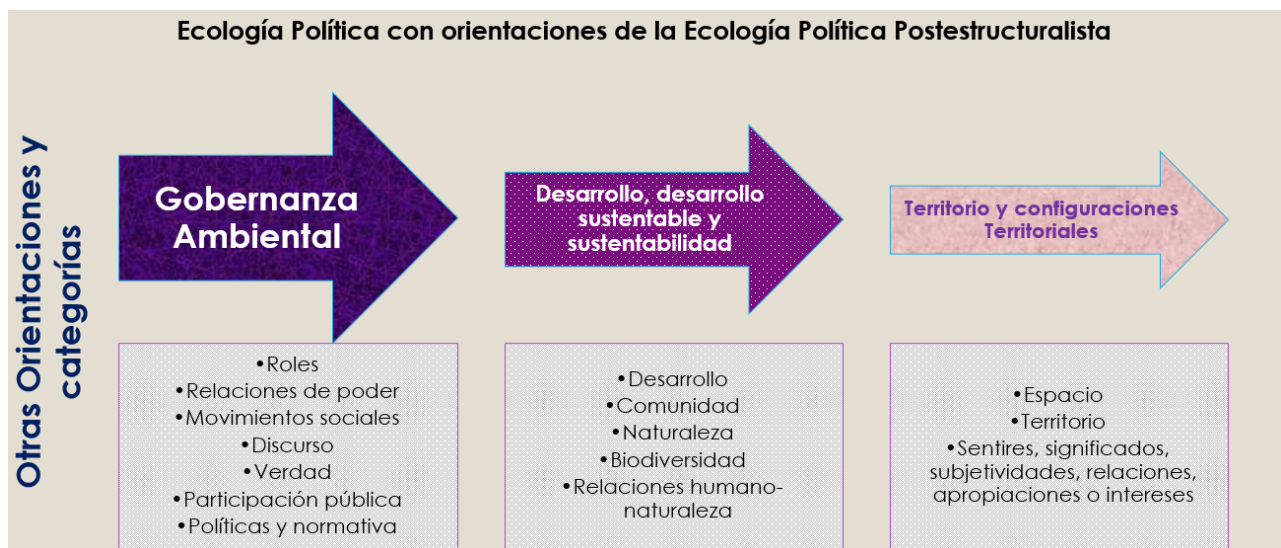 Ecología Política con orientaciones de la Ecología Política Postestructuralista
Otras Orientaciones y
categorías
Gobernanza
Ambiental
•Roles
•Relaciones de poder
•Movimientos sociales
•Discurso
•Verdad
•Participación pública
•Políticas y normativa
Desarrollo, desarrollo
sustentable y
sustentabilidad
•Desarrollo
•Comunidad
•Naturaleza
•Biodiversidad
•Relaciones humano-
naturaleza
Territorio y configuraciones
Territoriales
•Espacio
•Territorio
•Sentires, significados,
subjetividades, relaciones,
apropiaciones o intereses